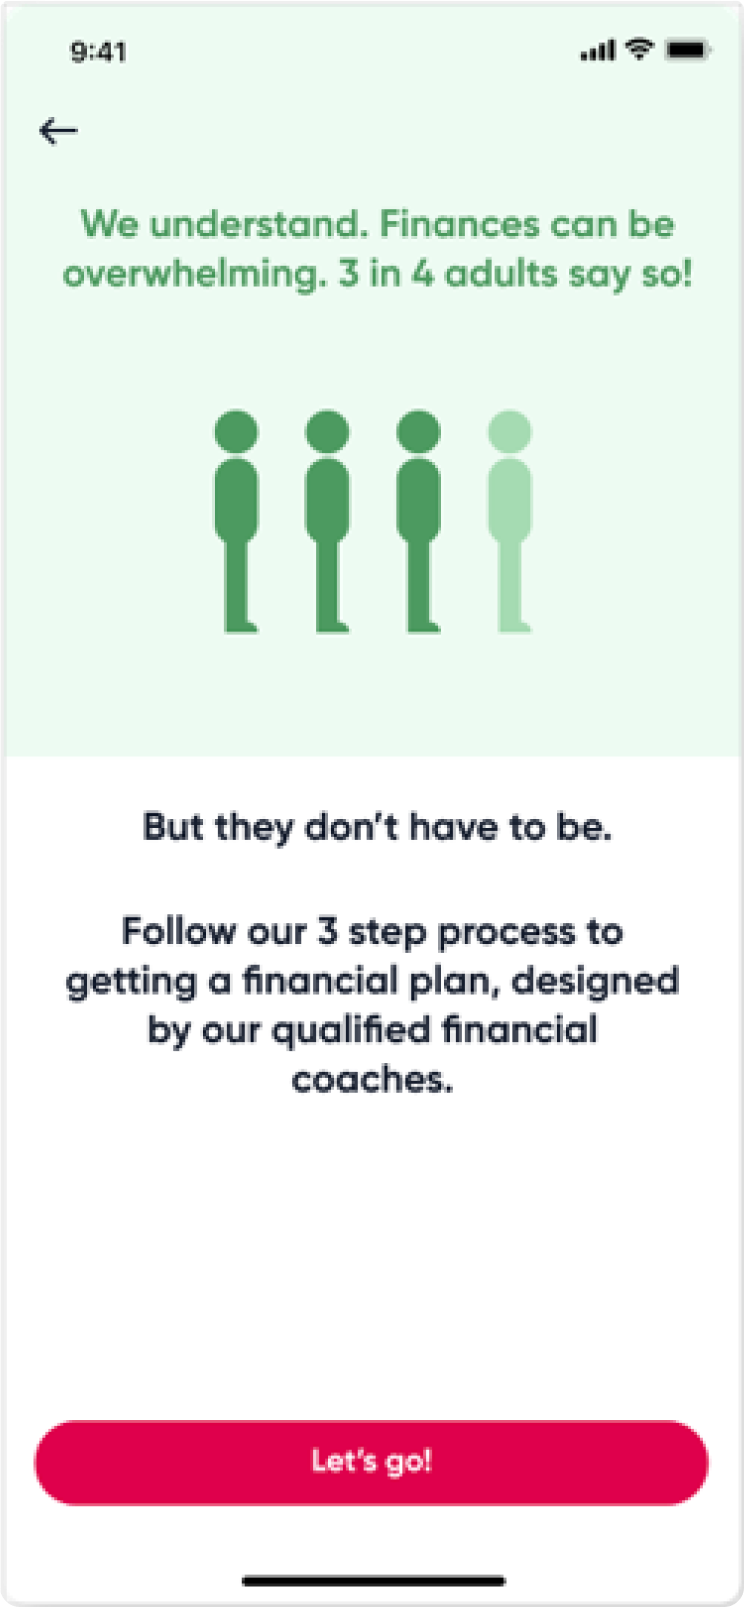 9:41
We understand. Finances can be
overwhelming. 3 in 4 adults say so!
But they don’t have to be.
Follow our 3 step process to
getting a financial plan, designed
by our qualified financial
coaches.
Let’s go!